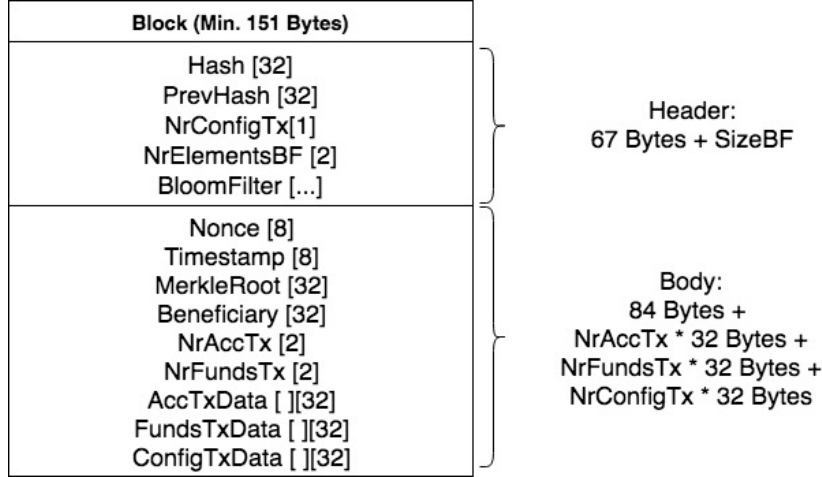 Block (Min. 151 Bytes)
Hash [32]
PrevHash [32]
NrConfigTx[1]
NrElementsBF [2]
BloomFilter [...]
Header:
67 Bytes + SizeBF
Nonce [8]
Timestamp [8]
MerkleRoot [32]
Beneficiary [32]
NrAccTx [2]
NrFundsTx [2]
AccTxData [ ][32]
FundsTxData [ ][32]
ConfigTxData [ ][32]
Body:
84 Bytes +
NrAccTx * 32 Bytes +
NrFundsTx * 32 Bytes +
NrConfigTx * 32 Bytes